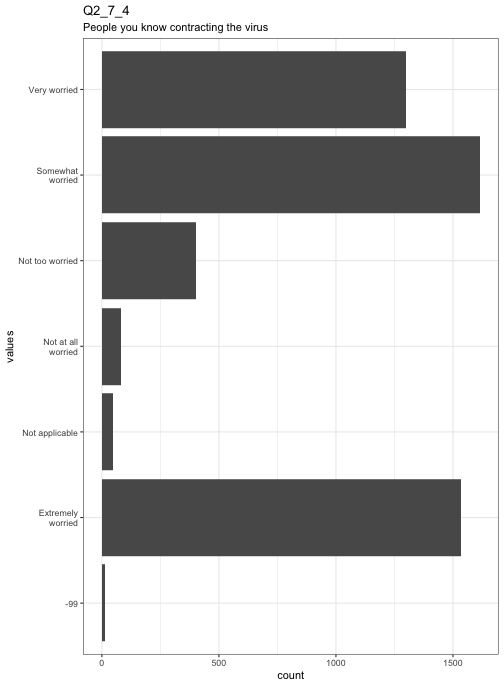 Q2_7_4
People you know contracting the virus
values
Very worried
Somewhat
worried
Not too worried
Not at all
worried
Not applicable
Extremely
worried
-99
0
500
1000
1500
count